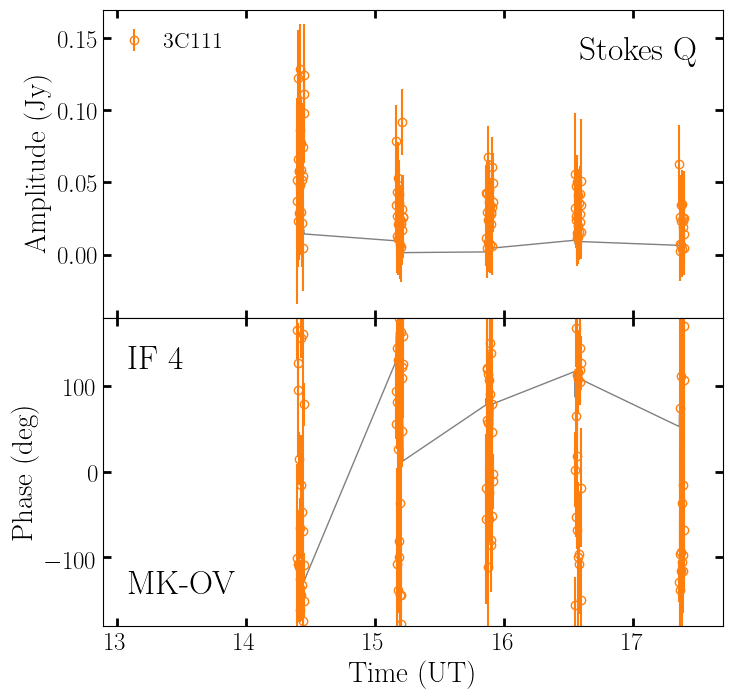 3C111
Stokes Q
0.15
0.10
0.05
0.00
Amplitude (Jy)
IF 4
100
0
−100
Phase (deg)
MK-OV
13 14 15 16 17
Time (UT)